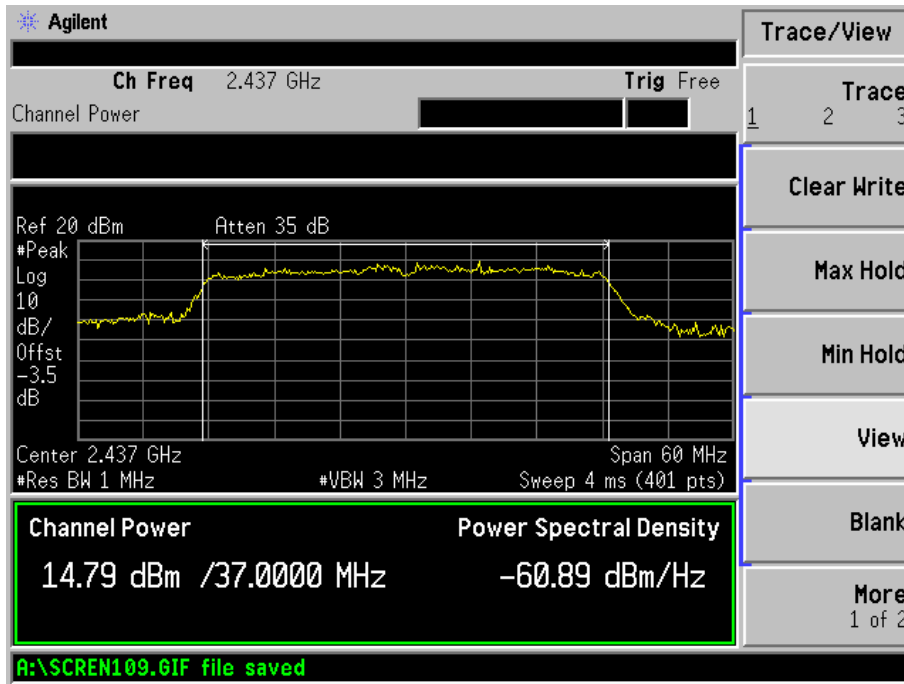 Agilent
Trace/View
Ch Freq 2.437 GHz Trig Free
Channel Power
Trace
1 2 3
Clear Write
Ref 20 dBm Atten 35 dB
#Peak
Log
10
dB/
Offst
-3.5
dB
Max Hold
Min Hold
Center 2.437 GHz Span 60 MHz
#Res BW 1 MHz #VBW 3 MHz Sweep 4 ms (401 pts)
View
Channel Power Power Spectral Density
14.79 dBm /37.0000 MHz -60.89 dBm/Hz
Blank
More
1 of 2
A:\SCREN109.GIF file saved